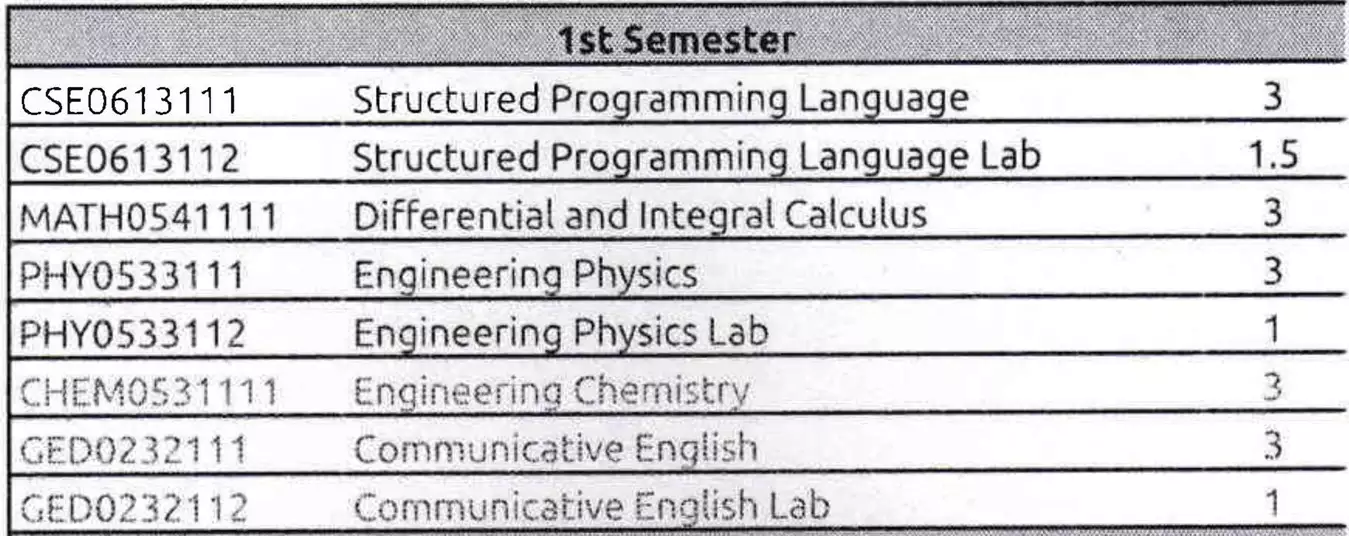 1st Semester
CSE0613111 Structured Programming Language 3
CSE0613112 Structured Programming Language Lab 1.5
MATH0541111 Differential and Integral Calculus 3
PHY0533111 Engineering Physics 3
PHY0533112 Engineering Physics Lab 1
CHEM0531111 Engineering Chemistry 3
GED0232111 Communicative English 3
GED0232112 Communicative English Lab 1